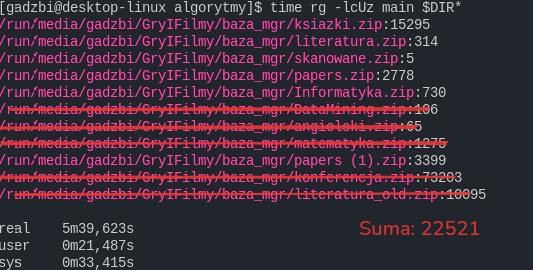 [gadzbi@desktop-linux algorytmy]$ time rg -lcUz main $DIR*
/run/media/gadzbi/GryIFilmy/baza_mgr/ksiazki.zip:15295
/run/media/gadzbi/GryIFilmy/baza_mgr/literatura.zip:314
/run/media/gadzbi/GryIFilmy/baza_mgr/skanowane.zip:5
/run/media/gadzbi/GryIFilmy/baza_mgr/papers.zip:2778
/run/media/gadzbi/GryIFilmy/baza_mgr/Informatyka.zip:730
/run/media/gadzbi/GryIFilmy/baza_mgr/DataMining.zip:106
/run/media/gadzbi/GryIFilmy/baza_mgr/angielski.zip:65
/run/media/gadzbi/GryIFilmy/baza_mgr/matematyka.zip:1275
/run/media/gadzbi/GryIFilmy/baza_mgr/papers (1).zip:3399
/run/media/gadzbi/GryIFilmy/baza_mgr/konferencja.zip:73203
/run/media/gadzbi/GryIFilmy/baza_mgr/literatura_old.zip:10095
real 5m39,623s
Suma: 22521
user 0m21,487s
sys 0m33,415s